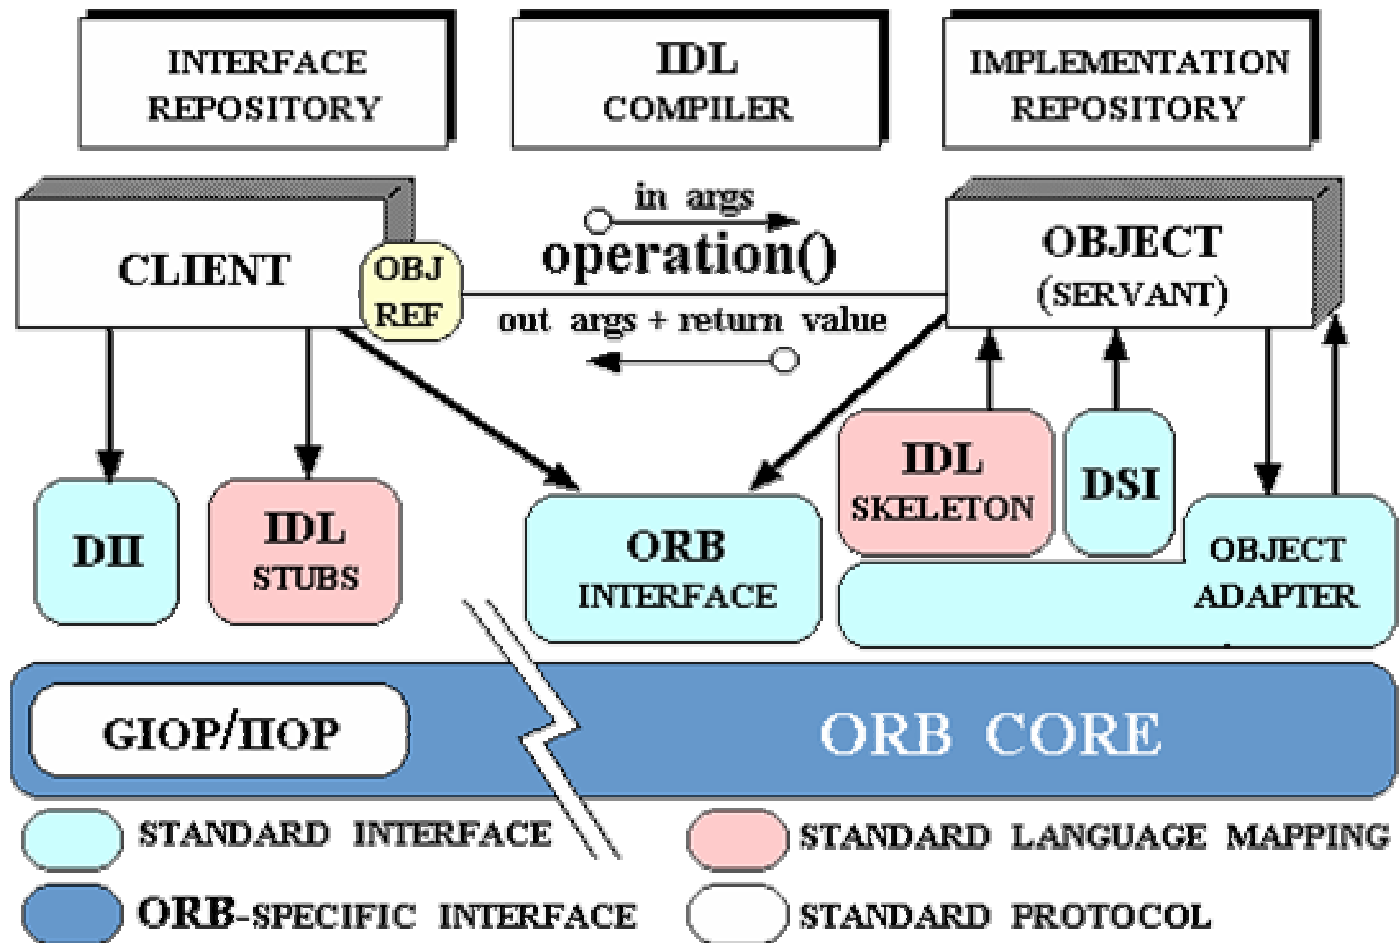 INTERFACE
REPOSITORY
IDL
COMPILER
IMPLEMENTATION
REPOSITORY
CLIENT
OBJ
REF
in args
operation()
out args + return value
OBJECT
(SERVANT)
DII
IDL
STUBS
ORB
INTERFACE
IDL
SKELETON
DSI
OBJECT
ADAPTER
GIOP/IIOP
ORB CORE
STANDARD INTERFACE
STANDARD LANGUAGE MAPPING
ORB-SPECIFIC INTERFACE
STANDARD PROTOCOL